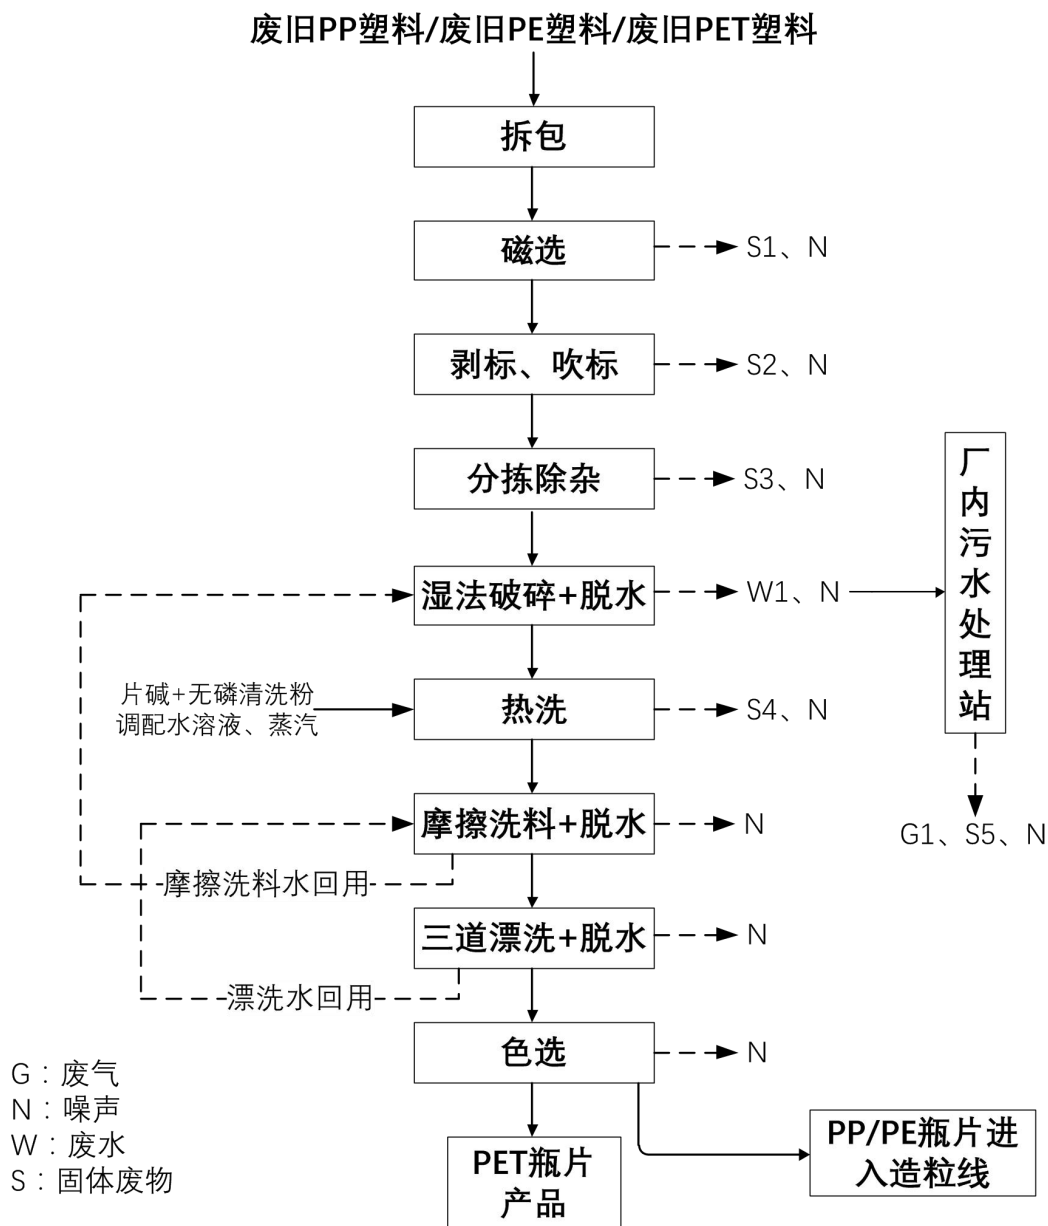 废旧PP塑料/废旧PE塑料/废旧PET塑料
拆包
磁选
S1、N
剥标、吹标
S2、N
分拣除杂
S3、N
湿法破碎+脱水
W1、N
厂内污水处理站
G1、S5、N
片碱+无磷清洗粉
调配水溶液、蒸汽
热洗
S4、N
摩擦洗料+脱水
N
摩擦洗料水回用
三道漂洗+脱水
N
漂洗水回用
色选
N
PET瓶片
产品
PP/PE瓶片进
入造粒线
G：废气
N：噪声
W：废水
S：固体废物